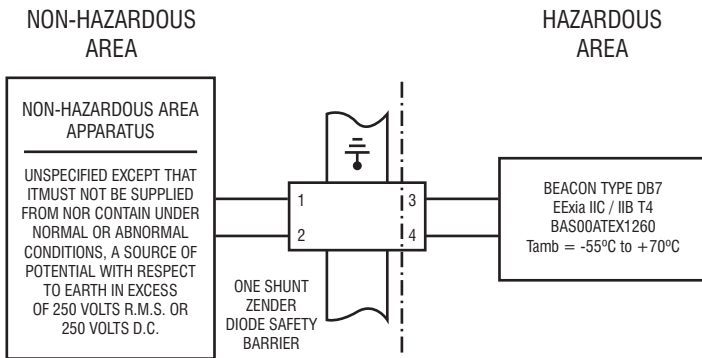 NON-HAZARDOUS
AREA
HAZARDOUS
AREA
NON-HAZARDOUS AREA
APPARATUS
UNSPECIFIED EXCEPT THAT
ITMUST NOT BE SUPPLIED
FROM NOR CONTAIN UNDER
NORMAL OR ABNORMAL
CONDITIONS, A SOURCE OF
POTENTIAL WITH RESPECT
TO EARTH IN EXCESS
OF 250 VOLTS R.M.S. OR
250 VOLTS D.C.
1
2
3
4
ONE SHUNT
ZENDER
DIODE SAFETY
BARRIER
BEACON TYPE DB7
EExia IIC / IIB T4
BAS00ATEX1260
Tamb = -55ºC to +70ºC